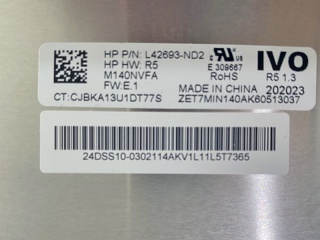 HP P/N: L42693-ND2
HP HW: R5
M140NVFA
FW:E.1
CT:CJBKA13U1DT77S
E 309667
RoHS
MADE IN CHINA
ZET7MIN140AK60513037
IVO
R5 1.3
202023
24DSS10-0302114AKV1L11L5T7365